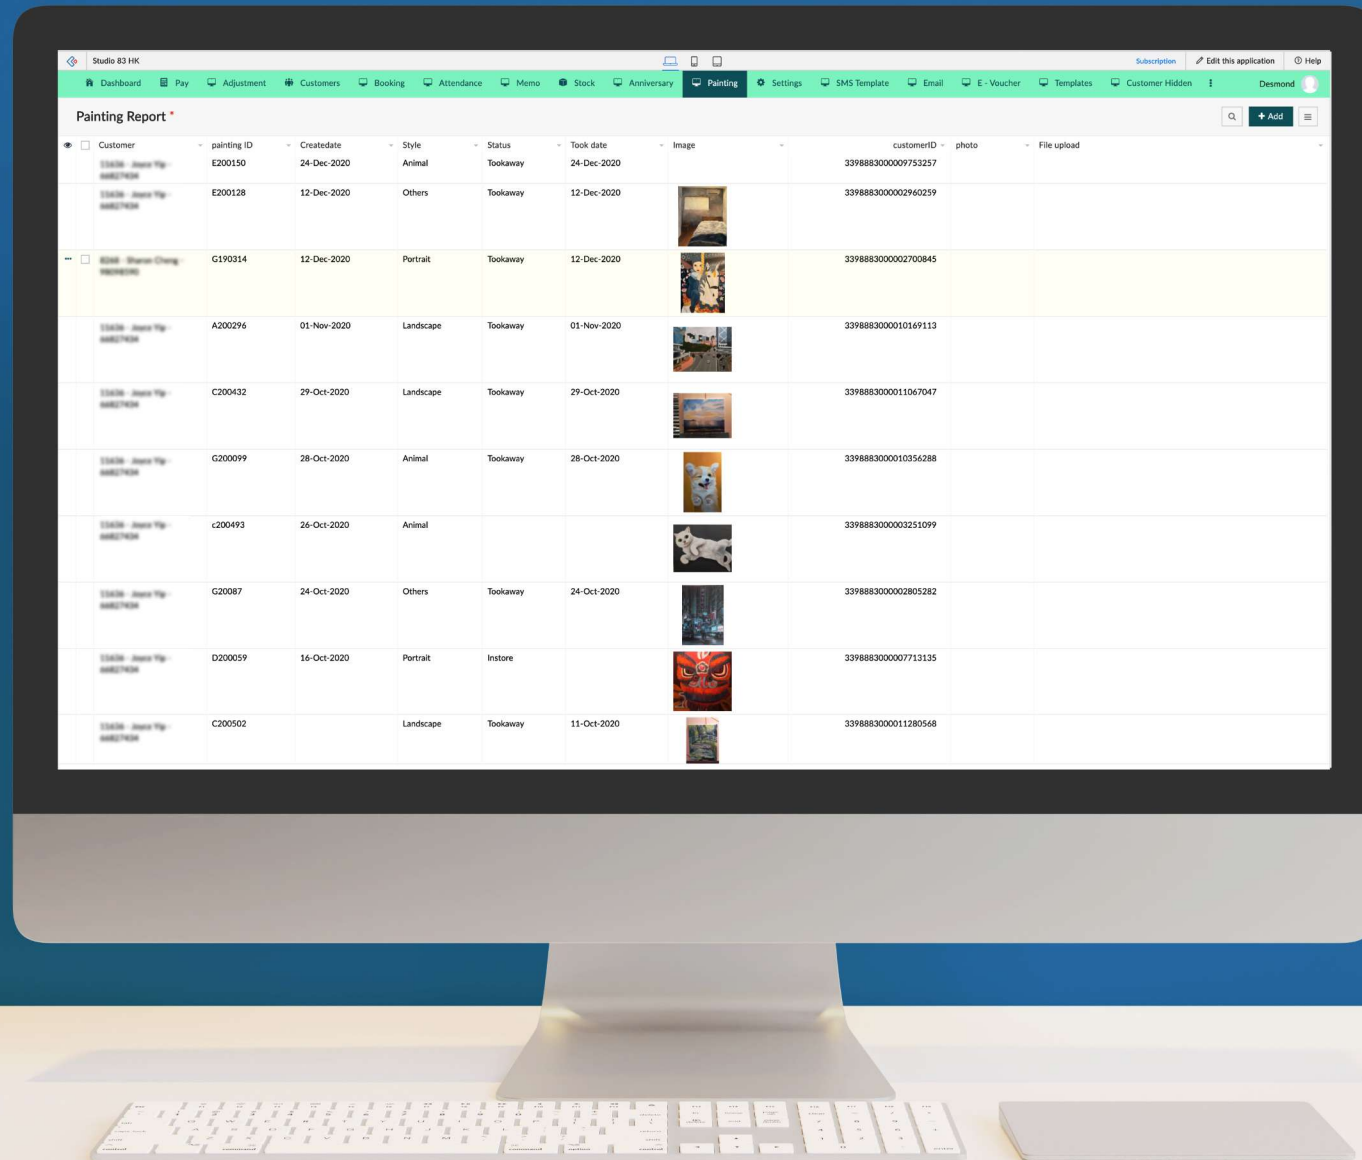 Studio 83 HK
Subscription Edit this application Help
Dashboard Pay Adjustment Customers Booking Attendance Memo Stock Anniversary Painting Settings SMS Template Email E - Voucher Templates Customer Hidden Desmond
Painting Report *
+ Add
Customer painting ID Createdate Style Status Took date Image customerID photo File upload
E200150 24-Dec-2020 Animal Tookaway 24-Dec-2020 3398883000009753257
E200128 12-Dec-2020 Others Tookaway 12-Dec-2020 3398883000002960259
G190314 12-Dec-2020 Portrait Tookaway 12-Dec-2020 3398883000002700845
A200296 01-Nov-2020 Landscape Tookaway 01-Nov-2020 3398883000010169113
C200432 29-Oct-2020 Landscape Tookaway 29-Oct-2020 3398883000011067047
G200099 28-Oct-2020 Animal Tookaway 28-Oct-2020 3398883000010356288
c200493 26-Oct-2020 Animal 3398883000003251099
G20087 24-Oct-2020 Others Tookaway 24-Oct-2020 3398883000002805282
D200059 16-Oct-2020 Portrait Instore 3398883000007713135
C200502 Landscape Tookaway 11-Oct-2020 3398883000011280568